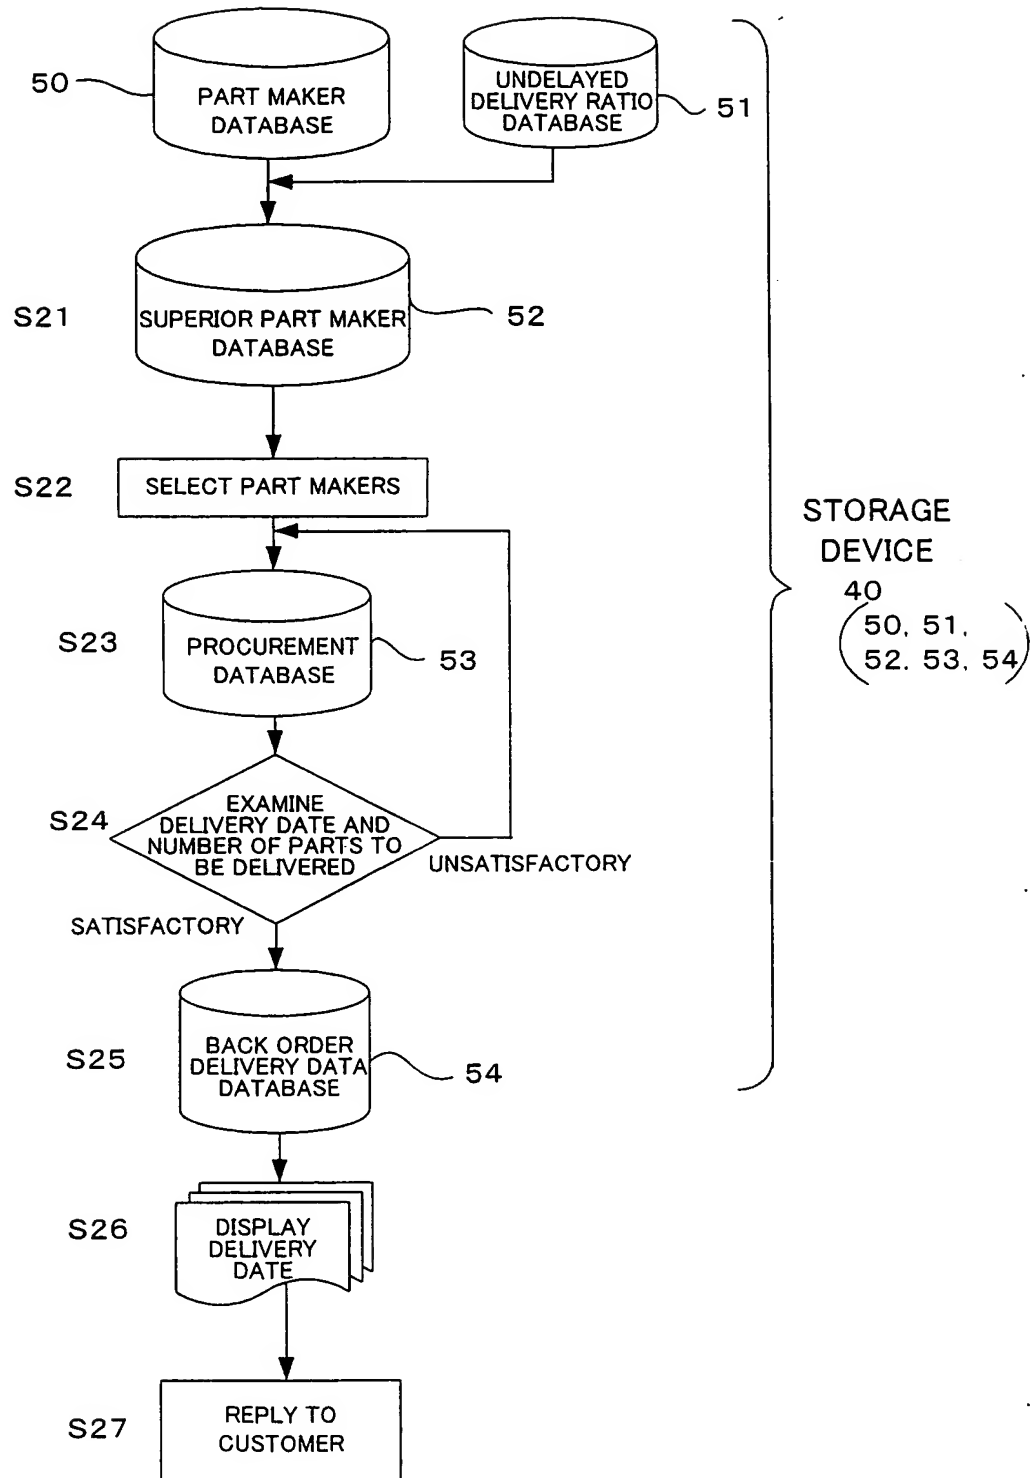 50
PART MAKER
DATABASE
UNDELAYED
DELIVERY RATIO
DATABASE
51
S21
SUPERIOR PART MAKER
DATABASE
52
S22
SELECT PART MAKERS
STORAGE
DEVICE
40
50, 51,
52, 53, 54
S23
PROCUREMENT
DATABASE
53
S24
EXAMINE
DELIVERY DATE AND
NUMBER OF PARTS TO
BE DELIVERED
UNSATISFACTORY
SATISFACTORY
S25
BACK ORDER
DELIVERY DATA
DATABASE
54
S26
DISPLAY
DELIVERY
DATE
S27
REPLY TO
CUSTOMER